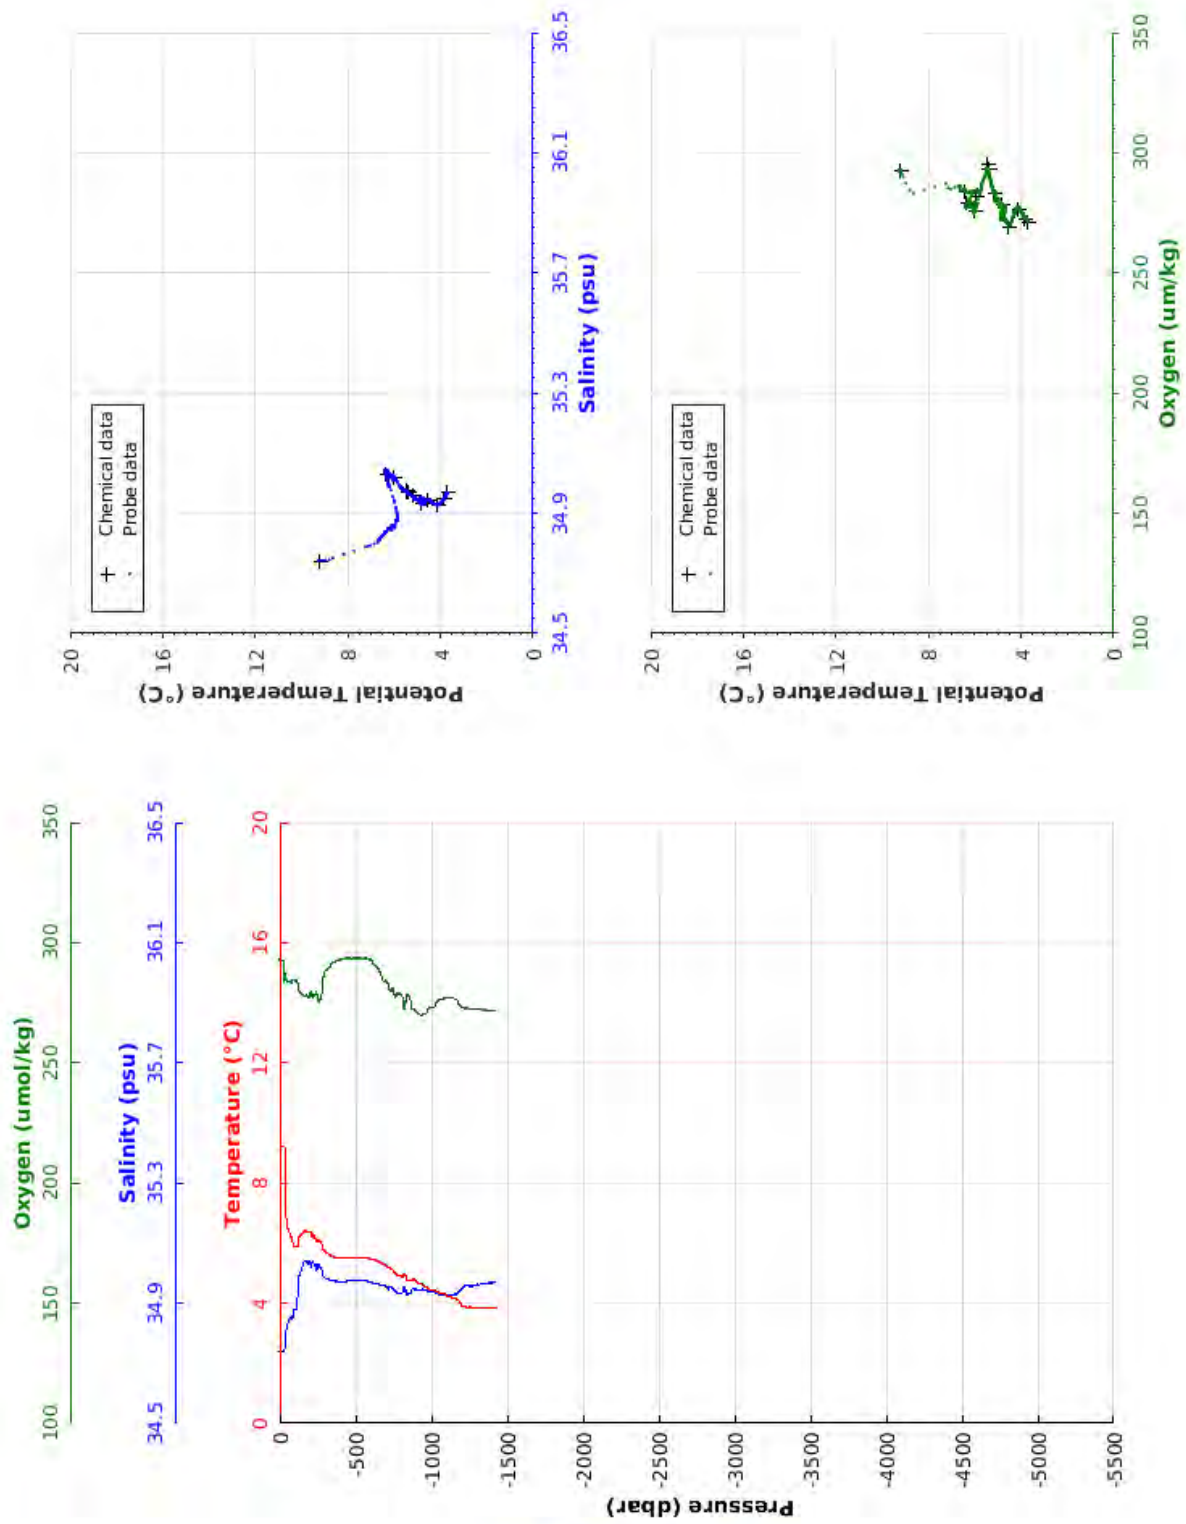 Oxygen (umol/kg)
100 150 200 250 300 350
Salinity (psu)
34.5 34.9 35.3 35.7 36.1 36.5
Temperature (°C)
0 4 8 12 16 20
Pressure (dbar)
0
-500
-1000
-1500
-2000
-2500
-3000
-3500
-4000
-4500
-5000
-5500
Potential Temperature (°C)
20
16
12
8
4
0
Chemical data
Probe data
34.5 34.9 35.3 35.7 36.1 36.5
Salinity (psu)
Potential Temperature (°C)
20
16
12
8
4
0
Chemical data
Probe data
100 150 200 250 300 350
Oxygen (um/kg)